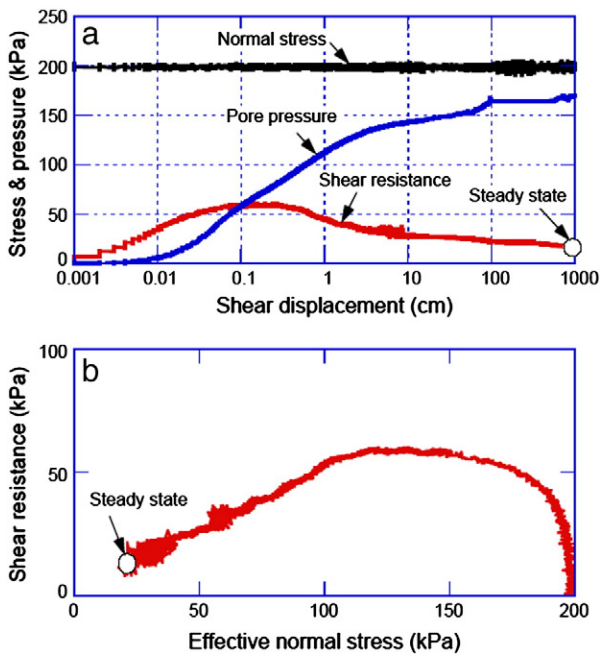 a
Stress & pressure (kPa)
250
200
150
100
50
0
Normal stress
Pore pressure
Shear resistance
Steady state
0.001 0.01 0.1 1 10 100 1000
Shear displacement (cm)
b
Shear resistance (kPa)
100
50
0
Steady state
0 50 100 150 200
Effective normal stress (kPa)